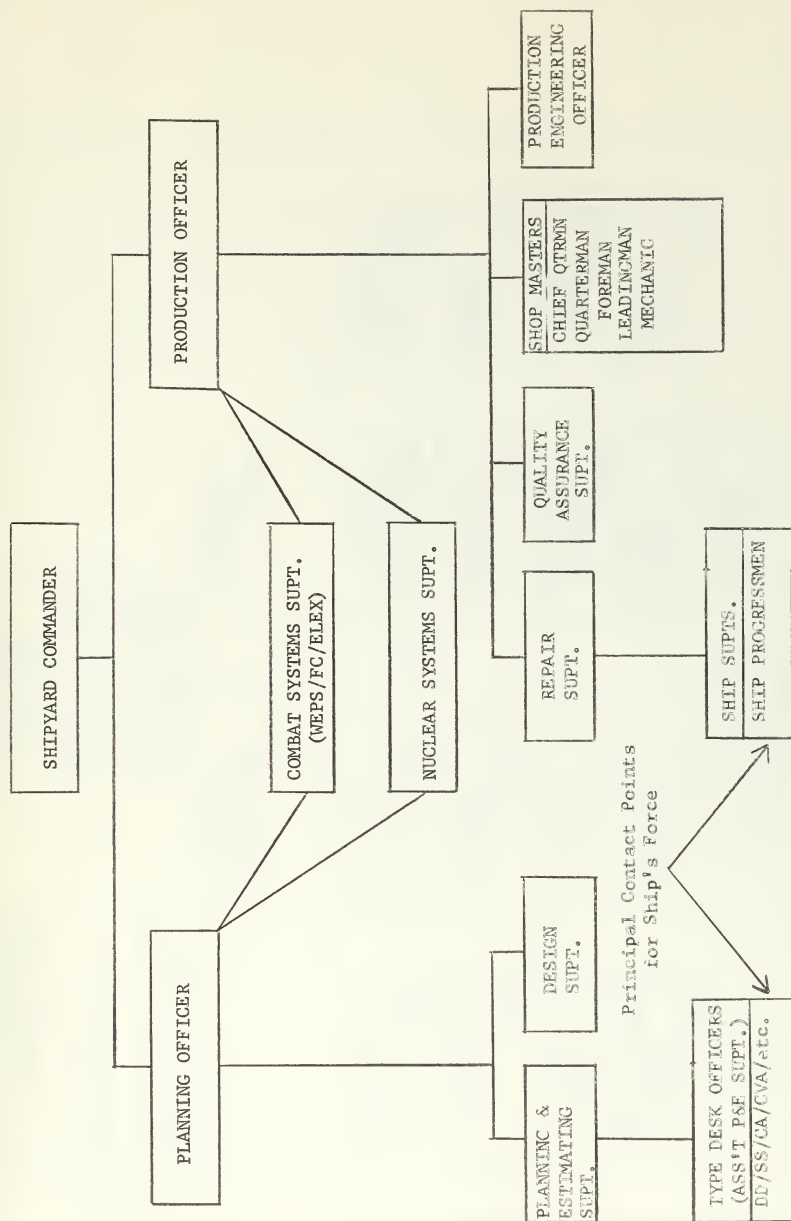 SHIPYARD COMMANDER
PLANNING OFFICER
PRODUCTION OFFICER
COMBAT SYSTEMS SUPT.
(WEPS/FC/ELEX)
NUCLEAR SYSTEMS SUPT.
PLANNINC &
ESTIMATING
SUPT.
DESIGN
SUPT.
REPAIR
SUPT.
QUALITY
ASSURANCE
SUPT.
SHOP MASTERS
CHIEF QTRMN
QUARTERMAN
FOREMAN
LEADINGMAN
MECHANIC
PRODUCTION
ENGINEERING
OFFICER
Principal Contact Points
for Ship's Force
TYPE DESK OFFICERS
(ASS'T P&E SUPT.)
DD/SS/CA/CVA/etc.
SHIP SUPTS.
SHIP PROGRESSMEN